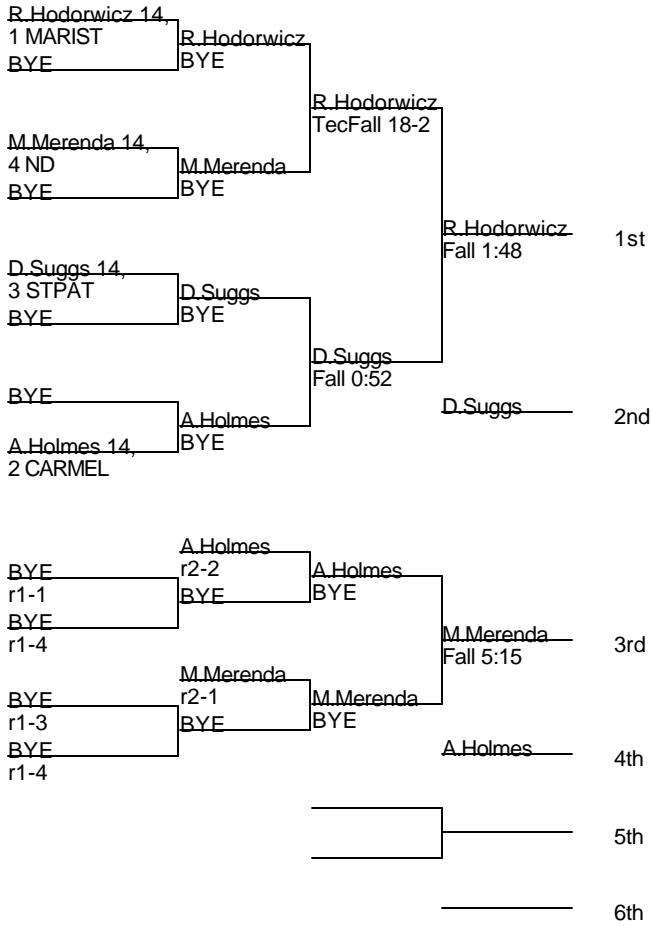 R.Hodorwicz 14,
1 MARIST
BYE
R.Hodorwicz
BYE
M.Merenda 14,
4 ND
BYE
M.Merenda
BYE
R.Hodorwicz
TecFall 18-2
D.Suggs 14,
3 STPAT
BYE
D.Suggs
BYE
BYE
A.Holmes 14,
2 CARMEL
A.Holmes
BYE
D.Suggs
Fall 0:52
R.Hodorwicz
Fall 1:48
1st
D.Suggs
2nd
BYE
r1-1
BYE
r1-4
A.Holmes
r2-2
BYE
A.Holmes
BYE
BYE
r1-3
BYE
r1-4
M.Merenda
r2-1
BYE
M.Merenda
BYE
M.Merenda
Fall 5:15
3rd
A.Holmes
4th
5th
6th